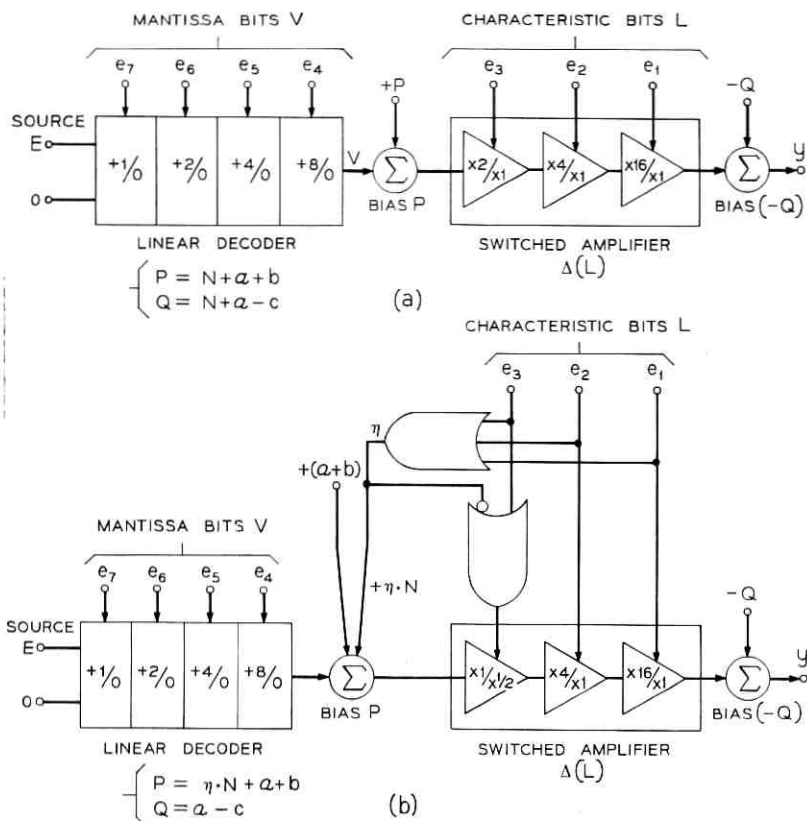 MANTISSA BITS V
CHARACTERISTIC BITS L
e7 e6 e5 e4
+P
e3 e2 e1
-Q
SOURCE
E
0
+1/0 +2/0 +4/0 +8/0
V
Σ
x2/x1 x4/x1 x16/x1
Σ
y
BIAS P
BIAS(-Q)
LINEAR DECODER
SWITCHED AMPLIFIER
Δ(L)
P = N+a+b
Q = N+a-c
(a)
CHARACTERISTIC BITS L
e3 e2 e1
η
+(a+b)
MANTISSA BITS V
e7 e6 e5 e4
+η·N
-Q
SOURCE
E
0
+1/0 +2/0 +4/0 +8/0
Σ
x1/x1/2 x4/x1 x16/x1
Σ
y
BIAS P
BIAS(-Q)
LINEAR DECODER
SWITCHED AMPLIFIER
Δ(L)
P = η·N+a+b
Q = a-c
(b)